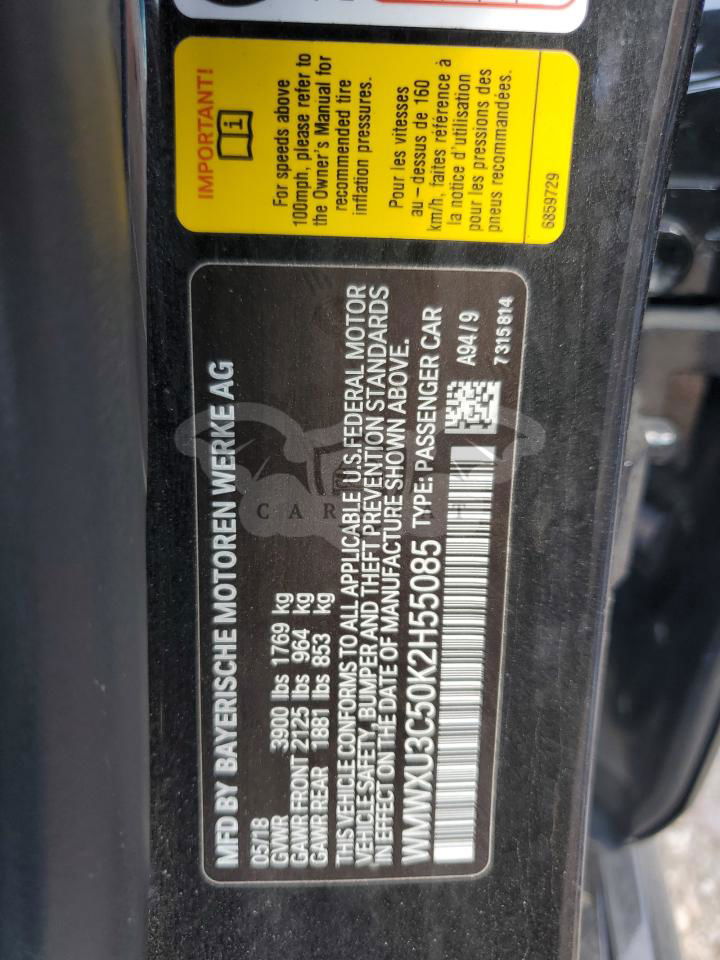 IMPORTANT!
For speeds above
100mph, please refer to
the Owner's Manual for
recommended tire
inflation pressures.
Pour les vitesses
au – dessus de 160
km/h, faites référence à
la notice d'utilisation
pour les pressions des
pneus recommandées.
6859729
MFD BY BAYERISCHE MOTOREN WERKE AG
05/18
GVWR 3900 lbs 1769 kg
GAWR FRONT 2125 lbs 964 kg
GAWR REAR 1881 lbs 853 kg
THIS VEHICLE CONFORMS TO ALL APPLICABLE U.S. FEDERAL MOTOR
VEHICLE SAFETY, BUMPER AND THEFT PREVENTION STANDARDS
IN EFFECT ON THE DATE OF MANUFACTURE SHOWN ABOVE.
WMWXU3C50K2H55085 TYPE: PASSENGER CAR
A94/9
7315814